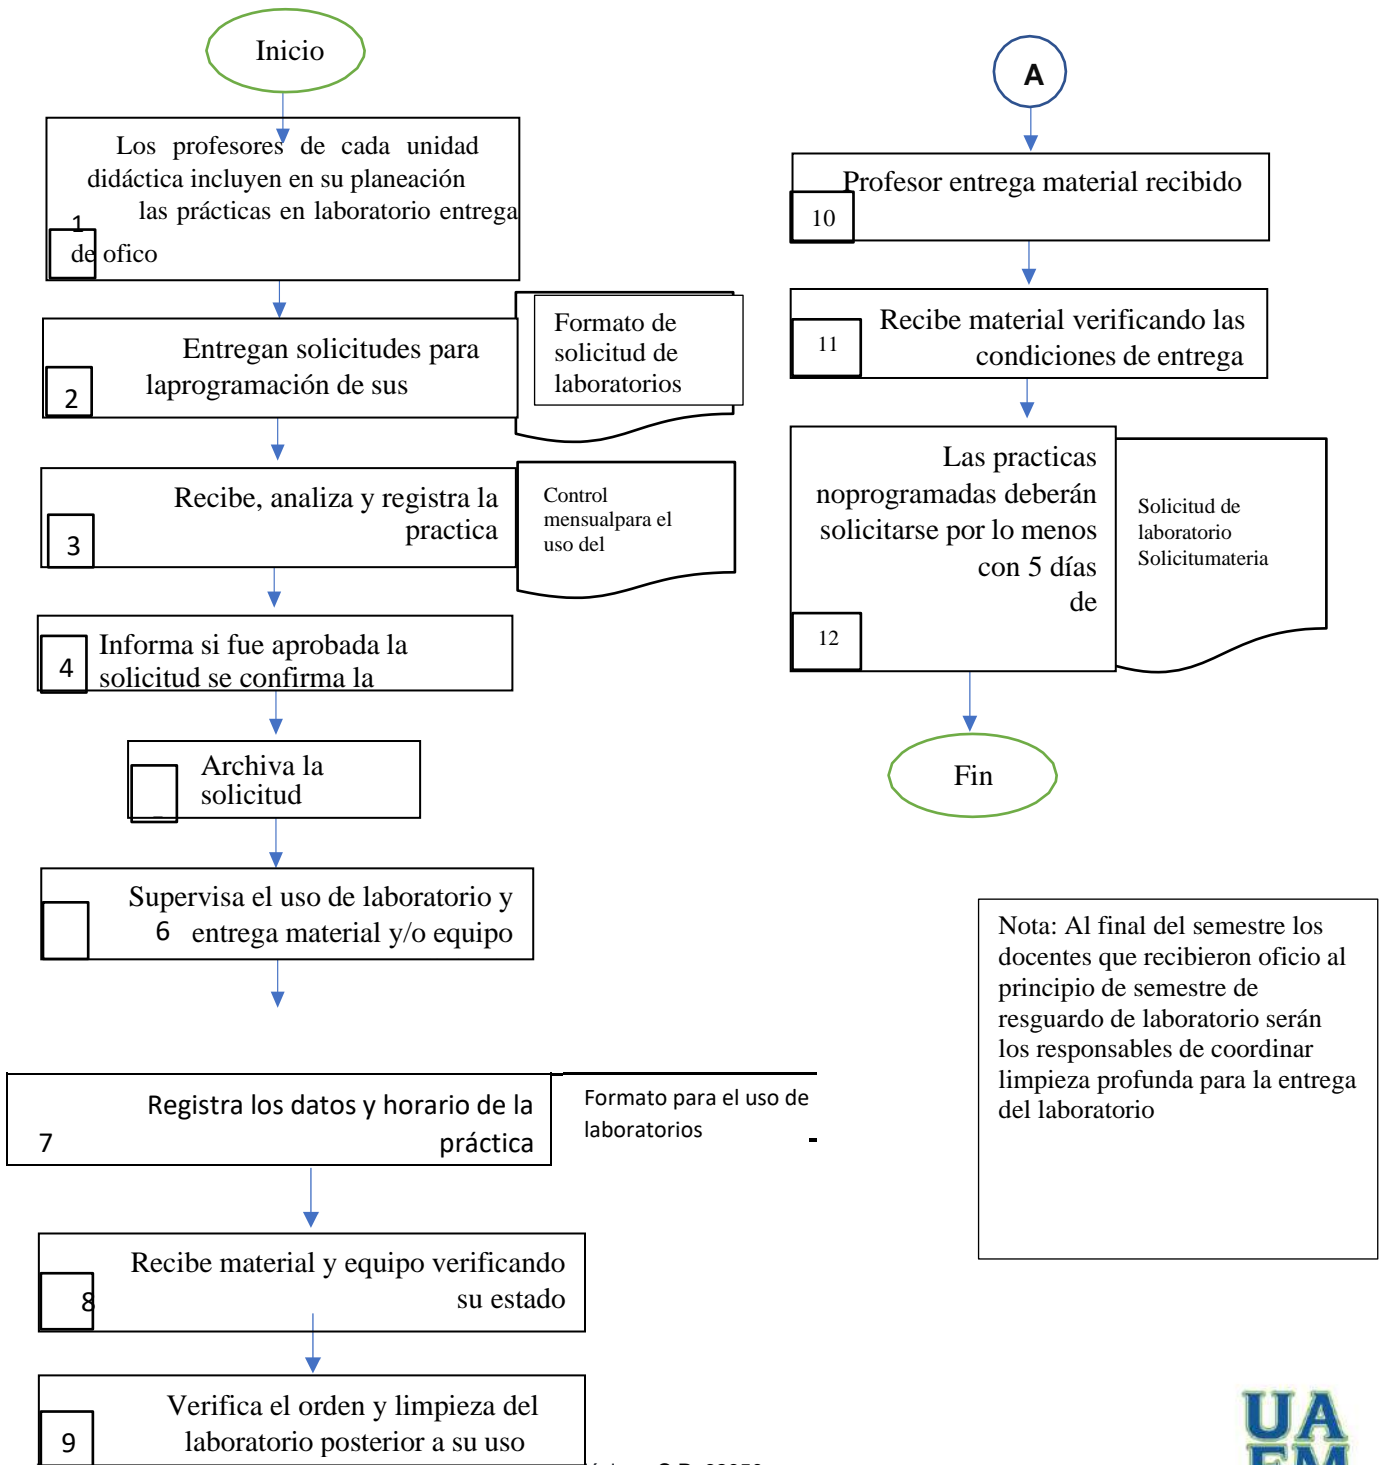 Inicio
Los profesores de cada unidad
didáctica incluyen en su planeación
las prácticas en laboratorio entrega
1
de ofico
Entregan solicitudes para
laprogramación de sus
2
Formato de
solicitud de
laboratorios
Recibe, analiza y registra la
practica
3
Control
mensualpara el
uso del
Informa si fue aprobada la
4
solicitud se confirma la
Archiva la
solicitud
Supervisa el uso de laboratorio y
6 entrega material y/o equipo
Registra los datos y horario de la
7 práctica
Formato para el uso de
laboratorios
Recibe material y equipo verificando
8 su estado
Verifica el orden y limpieza del
9 laboratorio posterior a su uso
A
Profesor entrega material recibido
10
Recibe material verificando las
11
condiciones de entrega
Las practicas
noprogramadas deberán
solicitarse por lo menos
con 5 días
de
12
Solicitud de
laboratorio
Solicitumateria
Fin
Nota: Al final del semestre los
docentes que recibieron oficio al
principio de semestre de
resguardo de laboratorio serán
los responsables de coordinar
limpieza profunda para la entrega
del laboratorio
UA
EM